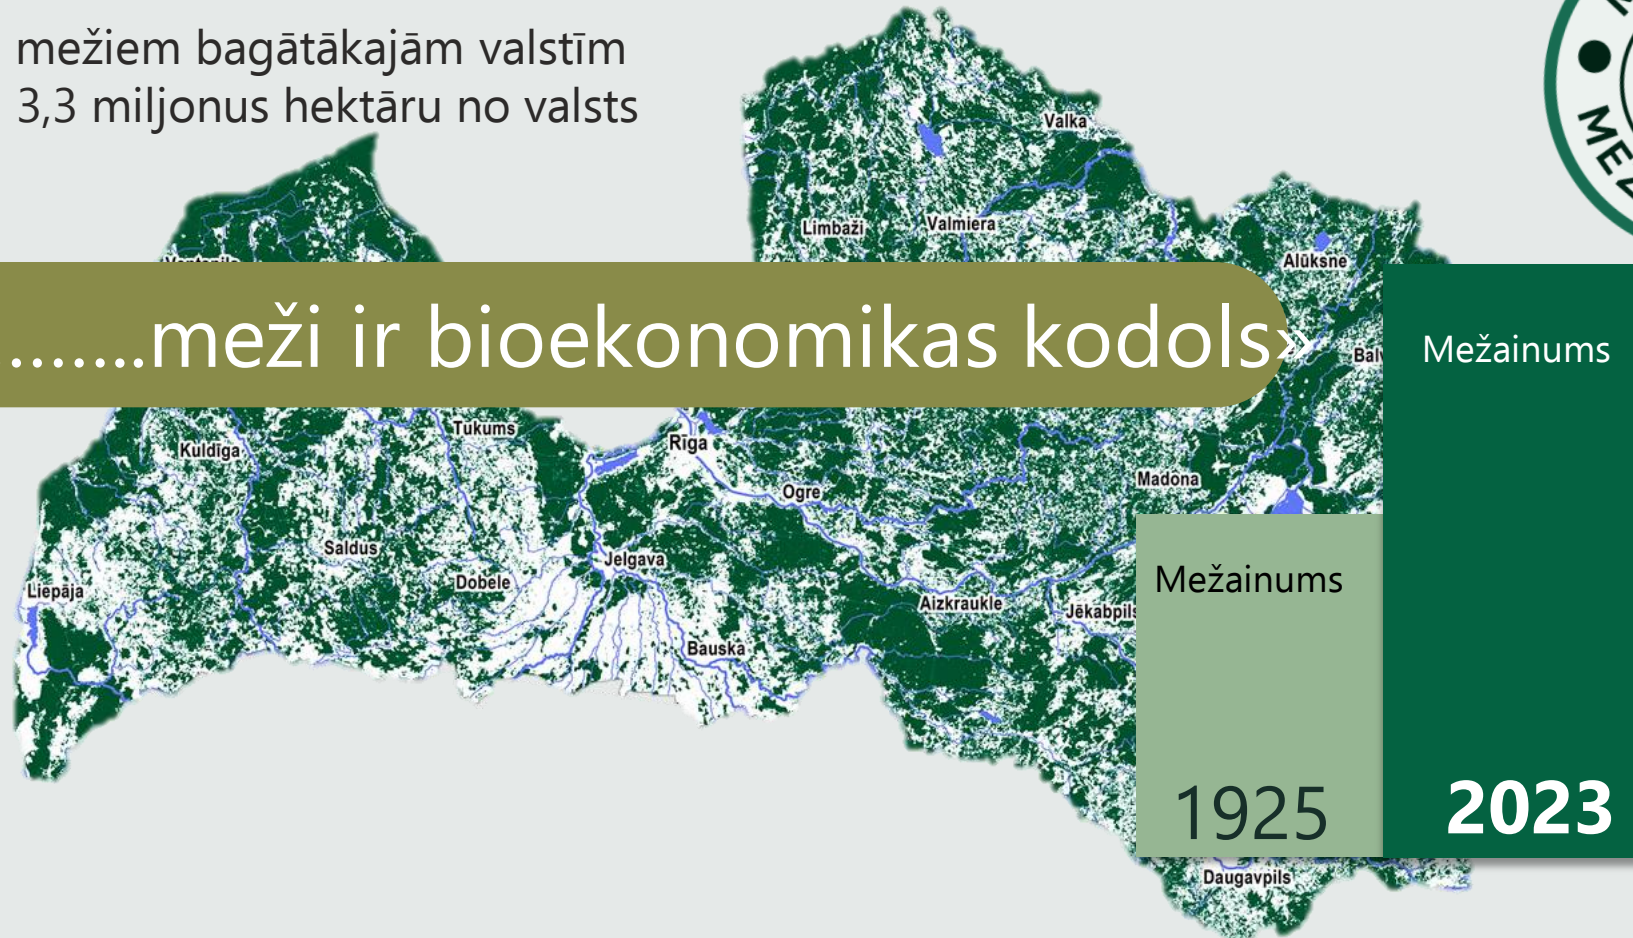 mežiem bagātākajām valstīm
3,3 miljonus hektāru no valsts
Valka
Limbaži
Valmiera
Alūksne
…….meži ir bioekonomikas kodols»
Mežainums
Tukums
Kuldīga
Rīga
Ogre
Madona
Saldus
Jelgava
Dobele
Liepāja
Mežainums
Aizkraukle
Jēkabpils
Bauska
1925
2023
Daugavpils